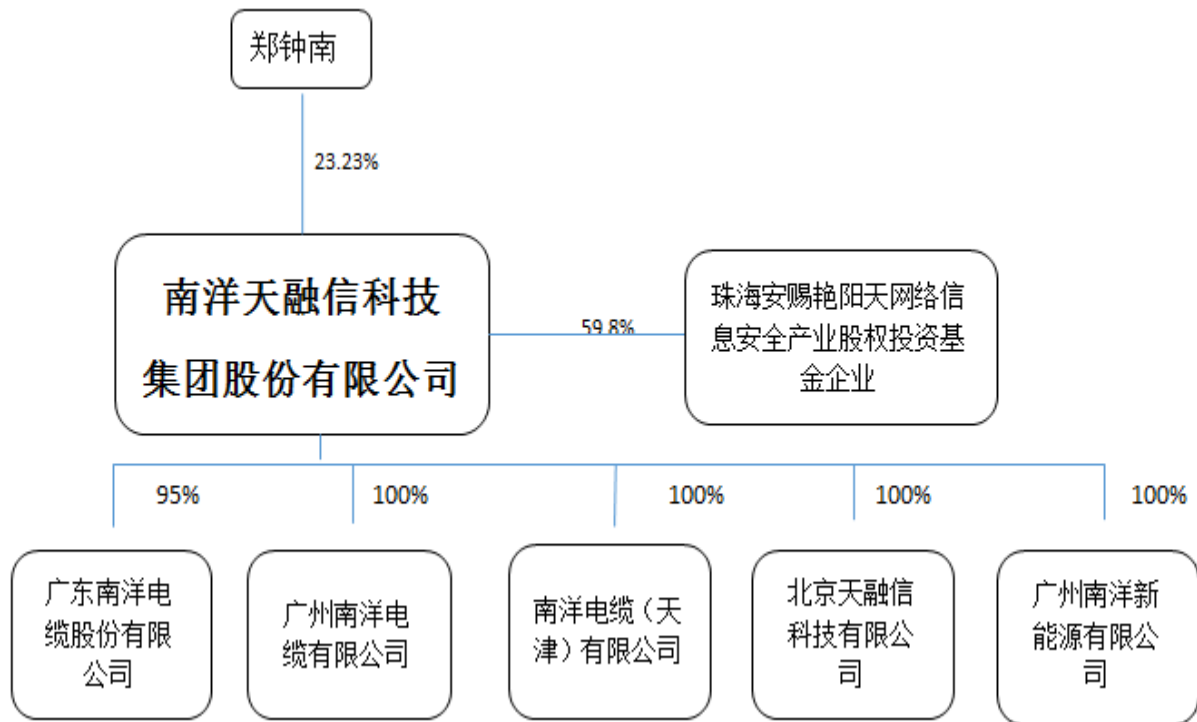 郑钟南
23.23%
南洋天融信科技
集团股份有限公司
59.8%
珠海安赐艳阳天网络信
息安全产业股权投资基
金企业
95%
100%
100%
100%
100%
广东南洋电
缆股份有限
公司
广州南洋电
缆有限公司
南洋电缆（天
津）有限公司
北京天融信
科技有限公
司
广州南洋新
能源有限公
司